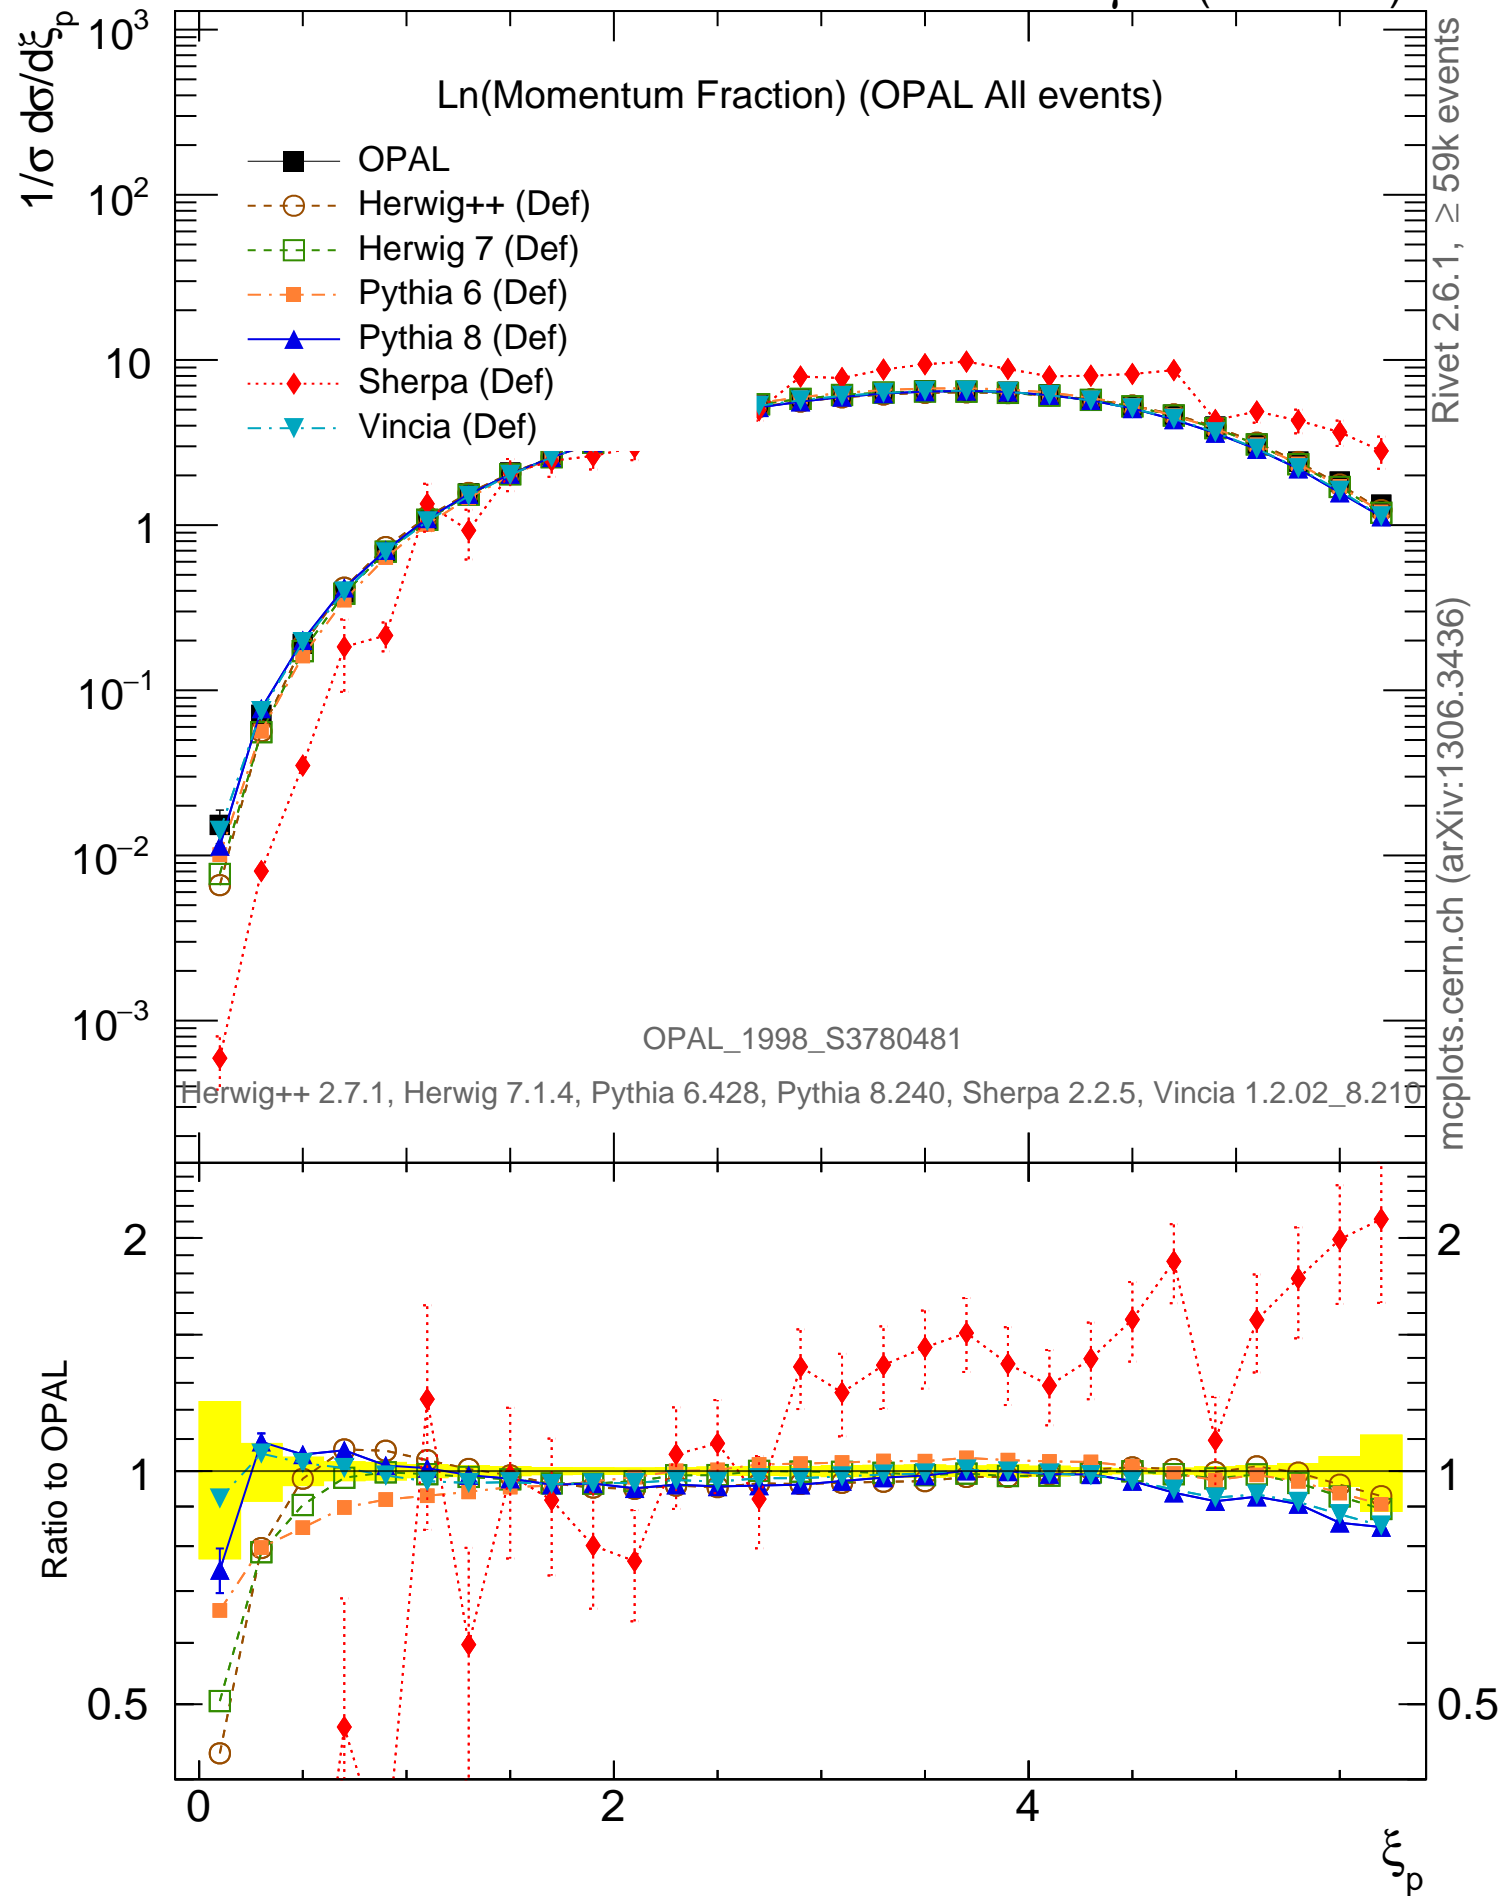 1/σ dσ/dξp
10³
10²
10
1
10⁻¹
10⁻²
10⁻³
Ln(Momentum Fraction) (OPAL All events)
OPAL
Herwig++ (Def)
Herwig 7 (Def)
Pythia 6 (Def)
Pythia 8 (Def)
Sherpa (Def)
Vincia (Def)
OPAL_1998_S3780481
Herwig++ 2.7.1, Herwig 7.1.4, Pythia 6.428, Pythia 8.240, Sherpa 2.2.5, Vincia 1.2.02_8.210
Rivet 2.6.1, ≥ 59k events
mcplots.cern.ch (arXiv:1306.3436)
Ratio to OPAL
2
1
0.5
2
1
0.5
0
2
4
ξp